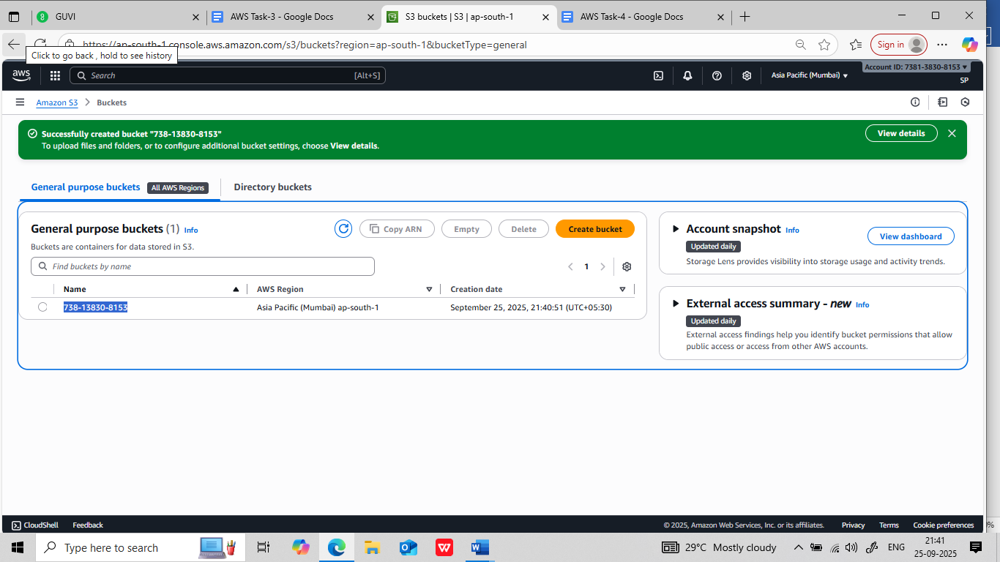 GUVI
AWS Task-3 - Google Docs
S3 buckets | S3 | ap-south-1
AWS Task-4 - Google Docs
https://ap-south-1.console.aws.amazon.com/s3/buckets?region=ap-south-1&bucketType=general
Sign in
Click to go back , hold to see history
aws
Search
[Alt+S]
Asia Pacific (Mumbai)
Account ID: 7381-3830-8153
SP
Amazon S3 > Buckets
Successfully created bucket "738-13830-8153"
To upload files and folders, or to configure additional bucket settings, choose View details.
View details
General purpose buckets All AWS Regions
Directory buckets
General purpose buckets (1) Info
Copy ARN
Empty
Delete
Create bucket
Buckets are containers for data stored in S3.
Find buckets by name
1
Name AWS Region Creation date
738-13830-8153 Asia Pacific (Mumbai) ap-south-1 September 25, 2025, 21:40:51 (UTC+05:30)
Account snapshot Info
View dashboard
Updated daily
Storage Lens provides visibility into storage usage and activity trends.
External access summary - new Info
Updated daily
External access findings help you identify bucket permissions that allow
public access or access from other AWS accounts.
CloudShell Feedback
© 2025, Amazon Web Services, Inc. or its affiliates. Privacy Terms Cookie preferences
Type here to search
29°C Mostly cloudy
ENG
21:41
25-09-2025